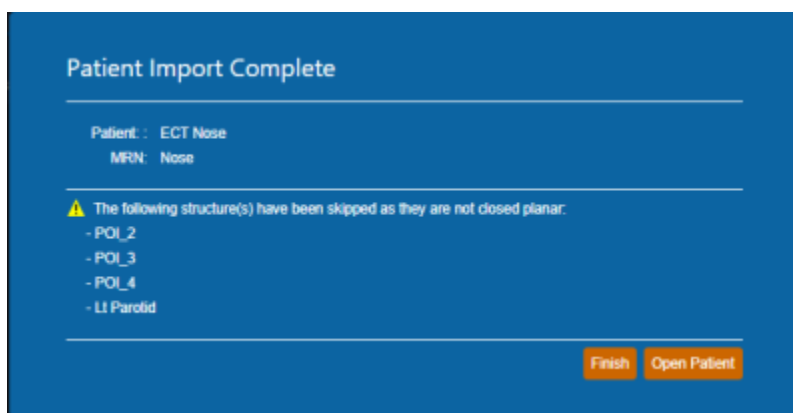 Patient Import Complete
Patient: : ECT Nose
MRN: Nose
The following structure(s) have been skipped as they are not closed planar:
- POI_2
- POI_3
- POI_4
- Lt Parotid
Finish Open Patient